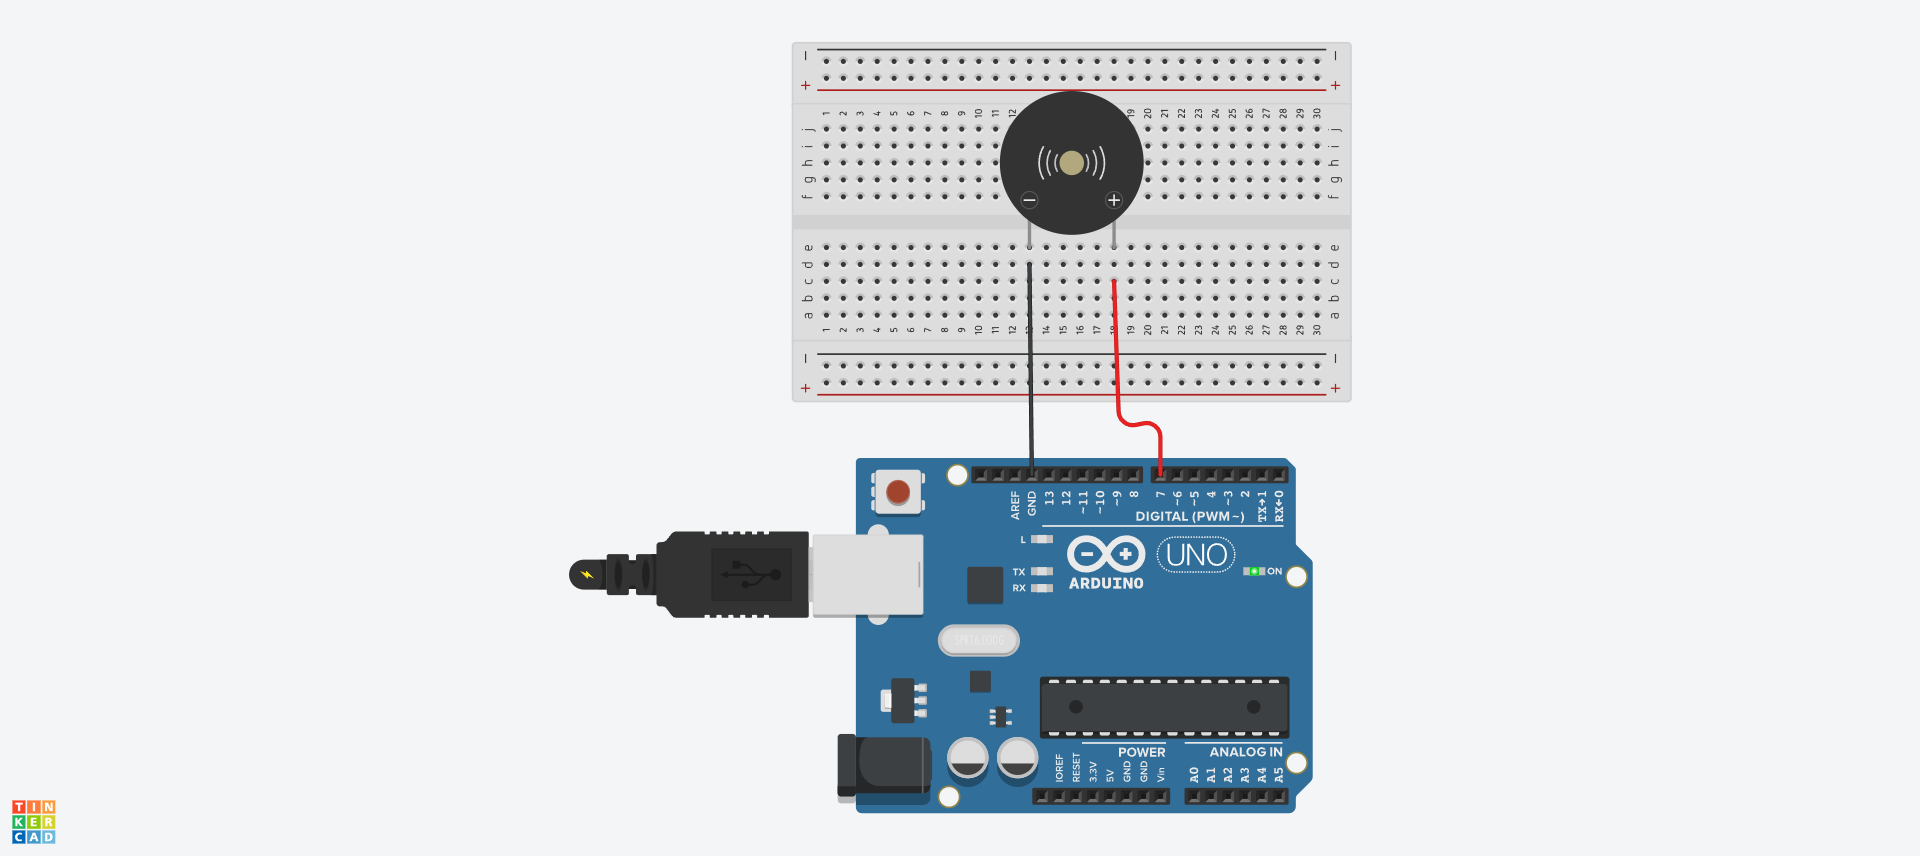 − −
+ +
1 2 3 4 5 6 7 8 9 10 11 12 19 20 21 22 23 24 25 26 27 28 29 30
j j
i i
h h
g g
f f
− +
e e
d d
c c
b b
a a
1 2 3 4 5 6 7 8 9 10 11 12 13 14 15 16 17 18 19 20 21 22 23 24 25 26 27 28 29 30
− −
+ +
AREF GND 13 12 ~11 ~10 ~9 8 7 ~6 ~5 4 ~3 2 TX→1 RX←0
DIGITAL (PWM ~)
L
TX
RX
ARDUINO
UNO
ON
POWER
ANALOG IN
IOREF RESET 3.3V 5V GND GND Vin A0 A1 A2 A3 A4 A5
TIN
KER
CAD